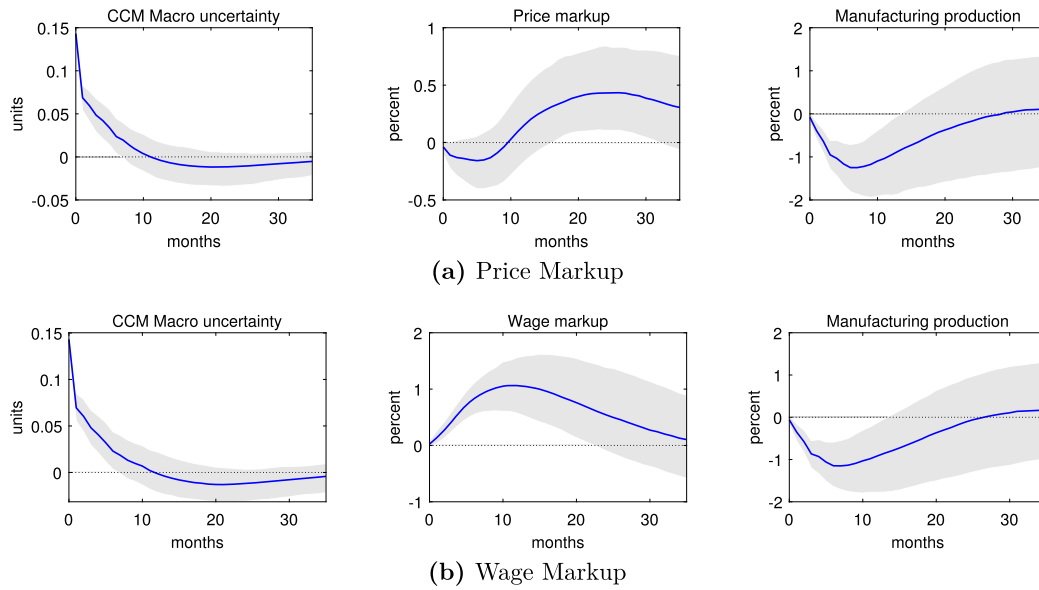 CCM Macro uncertainty
0.15
0.1
0.05
0
-0.05
units
0 10 20 30
months
Price markup
1
0.5
0
-0.5
percent
0 10 20 30
months
Manufacturing production
2
1
0
-1
-2
percent
0 10 20 30
months
(a) Price Markup
CCM Macro uncertainty
0.15
0.1
0.05
0
units
0 10 20 30
months
Wage markup
2
1
0
-1
percent
0 10 20 30
months
Manufacturing production
2
1
0
-1
-2
percent
0 10 20 30
months
(b) Wage Markup